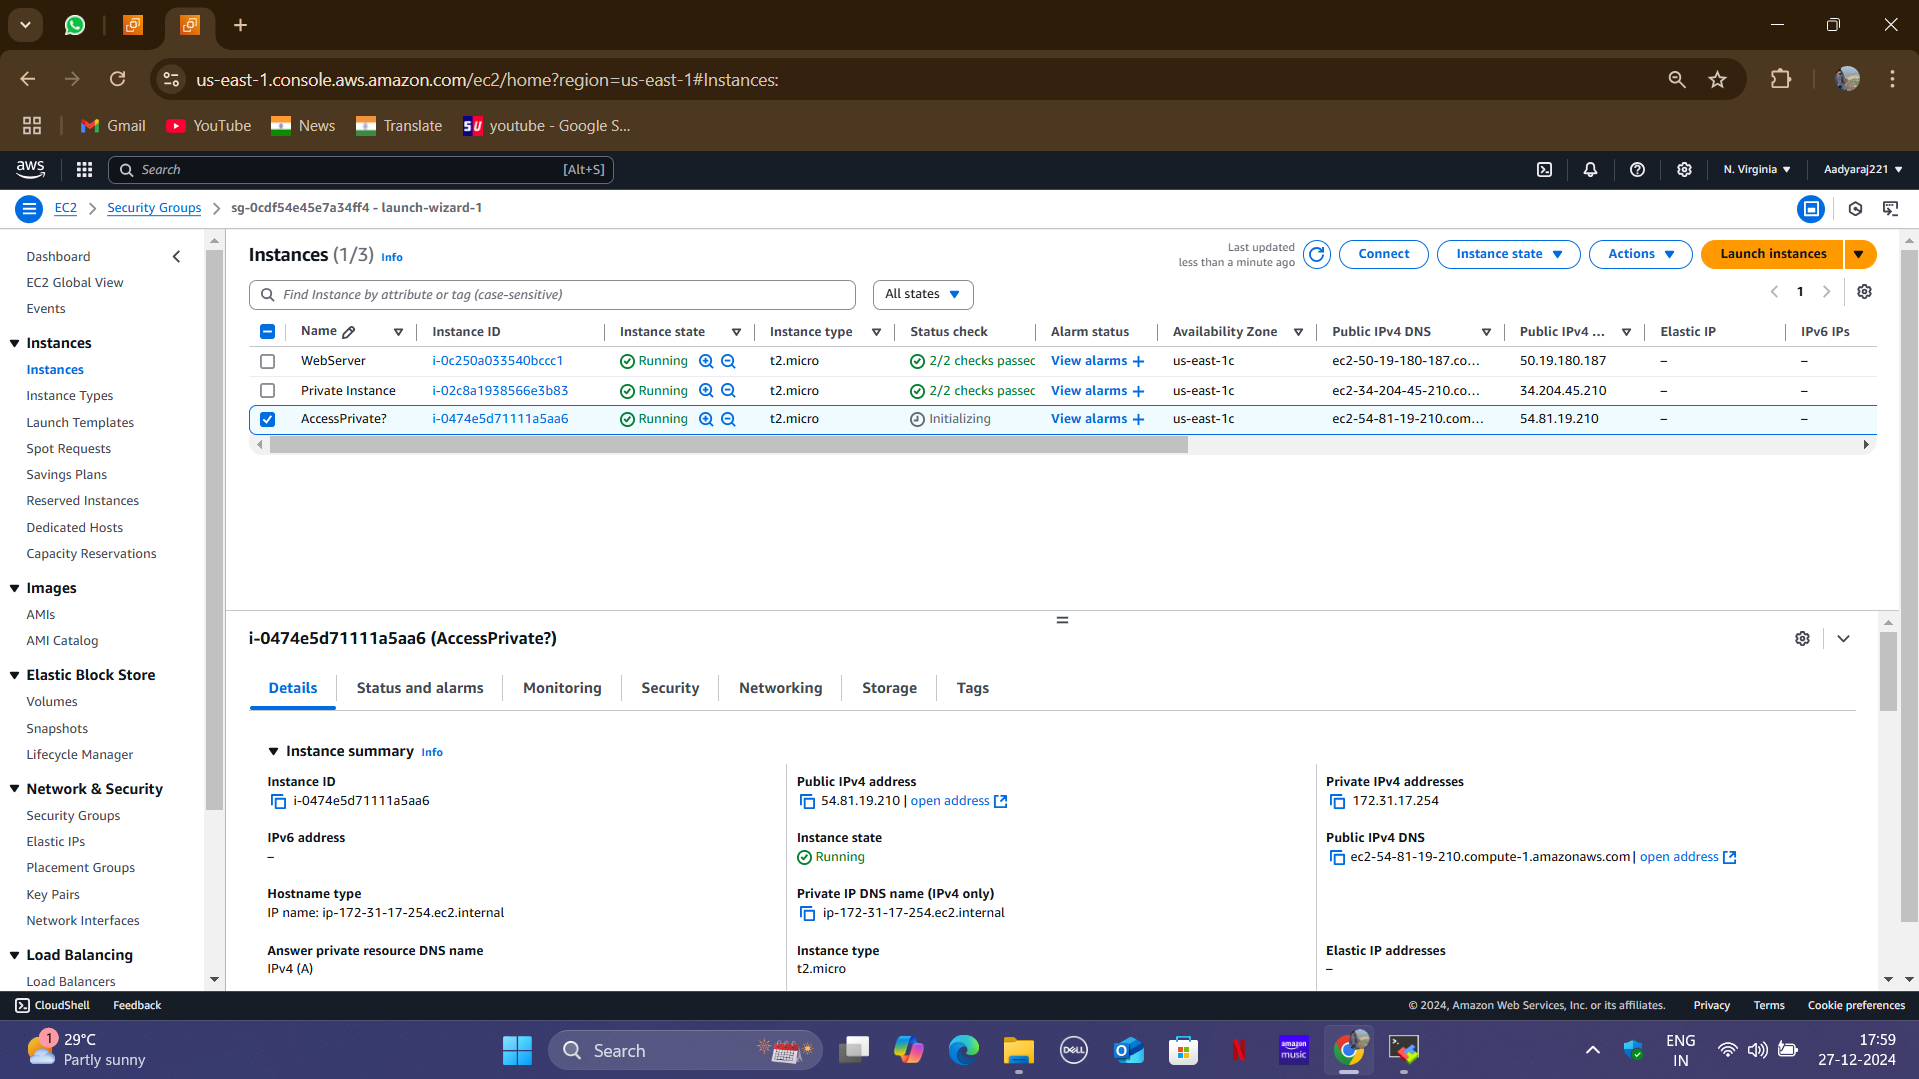 us-east-1.console.aws.amazon.com/ec2/home?region=us-east-1#Instances:
Gmail YouTube News Translate SU youtube - Google S...
aws Search [Alt+S] N. Virginia Aadyaraj221
EC2 Security Groups sg-0cdf54e45e7a34ff4 - launch-wizard-1
Dashboard
EC2 Global View
Events
Instances
Instances
Instance Types
Launch Templates
Spot Requests
Savings Plans
Reserved Instances
Dedicated Hosts
Capacity Reservations
Images
AMIs
AMI Catalog
Elastic Block Store
Volumes
Snapshots
Lifecycle Manager
Network & Security
Security Groups
Elastic IPs
Placement Groups
Key Pairs
Network Interfaces
Load Balancing
Load Balancers
Instances (1/3) Info
Last updated
less than a minute ago
Connect Instance state Actions Launch instances
Find Instance by attribute or tag (case-sensitive) All states 1
Name Instance ID Instance state Instance type Status check Alarm status Availability Zone Public IPv4 DNS Public IPv4 ... Elastic IP IPv6 IPs
WebServer i-0c250a033540bccc1 Running t2.micro 2/2 checks passed View alarms + us-east-1c ec2-50-19-180-187.co... 50.19.180.187 – –
Private Instance i-02c8a1938566e3b83 Running t2.micro 2/2 checks passed View alarms + us-east-1c ec2-34-204-45-210.co... 34.204.45.210 – –
AccessPrivate? i-0474e5d71111a5aa6 Running t2.micro Initializing View alarms + us-east-1c ec2-54-81-19-210.com... 54.81.19.210 – –
i-0474e5d71111a5aa6 (AccessPrivate?)
Details Status and alarms Monitoring Security Networking Storage Tags
Instance summary Info
Instance ID
i-0474e5d71111a5aa6
Public IPv4 address
54.81.19.210 | open address
Private IPv4 addresses
172.31.17.254
IPv6 address
–
Instance state
Running
Public IPv4 DNS
ec2-54-81-19-210.compute-1.amazonaws.com | open address
Hostname type
IP name: ip-172-31-17-254.ec2.internal
Private IP DNS name (IPv4 only)
ip-172-31-17-254.ec2.internal
Answer private resource DNS name
IPv4 (A)
Instance type
t2.micro
Elastic IP addresses
–
CloudShell Feedback © 2024, Amazon Web Services, Inc. or its affiliates. Privacy Terms Cookie preferences
1 29°C
Partly sunny
Search
DELL
amazon music
ENG
IN
17:59
27-12-2024